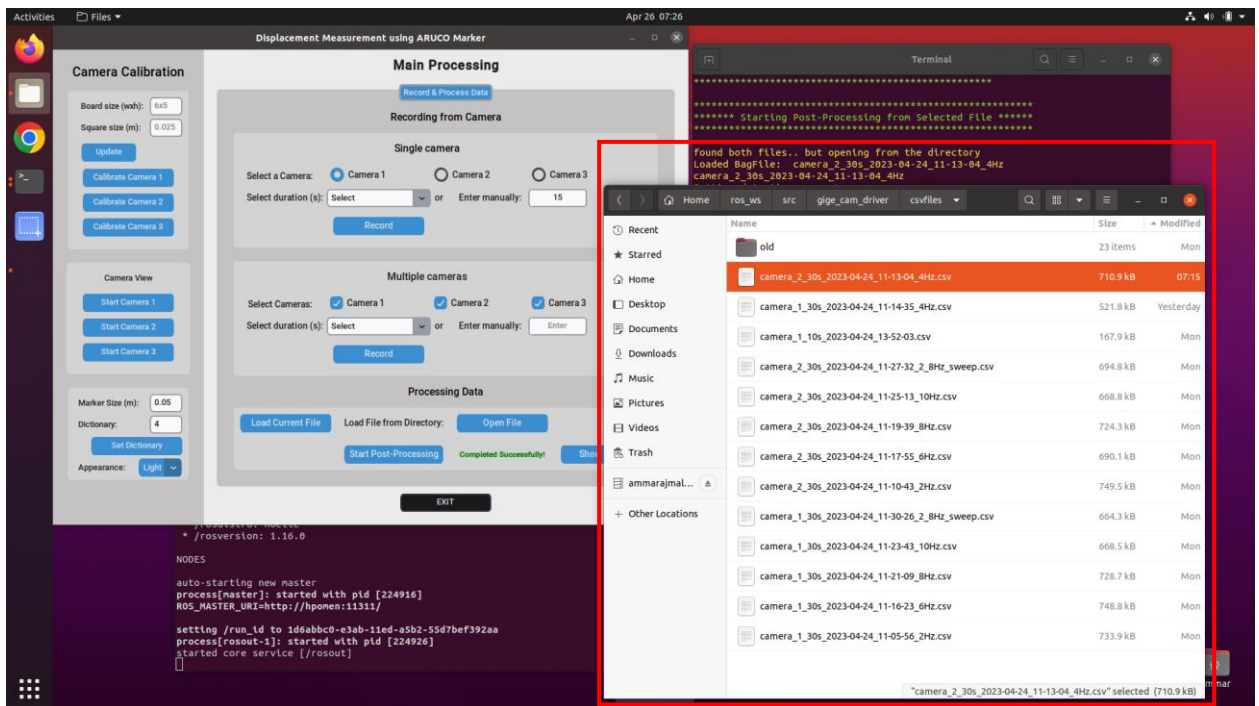 Activities Files Apr 26 07:26
Displacement Measurement using ARUCO Marker
Camera Calibration
Board size (wxh): 6x5
Square size (m): 0.025
Update
Calibrate Camera 1
Calibrate Camera 2
Calibrate Camera 3
Camera View
Start Camera 1
Start Camera 2
Start Camera 3
Marker Size (m): 0.05
Dictionary: 4
Set Dictionary
Appearance: Light
Main Processing
Record & Process Data
Recording from Camera
Single camera
Select a Camera: Camera 1 Camera 2 Camera 3
Select duration (s): Select or Enter manually: 15
Record
Multiple cameras
Select Cameras: Camera 1 Camera 2 Camera 3
Select duration (s): Select or Enter manually: Enter
Record
Processing Data
Load Current File Load File from Directory: Open File
Start Post-Processing Completed Successfully! Show
EXIT
Terminal
****** Starting Post-Processing from Selected File ******
found both files.. but opening from the directory
Loaded BagFile: camera_2_30s_2023-04-24_11-13-04_4Hz
camera_2_30s_2023-04-24_11-13-04_4Hz
Home ros_ws src gige_cam_driver csvfiles
Recent
Starred
Home
Desktop
Documents
Downloads
Music
Pictures
Videos
Trash
ammarajmal...
+ Other Locations
Name Size Modified
old 23 items Mon
camera_2_30s_2023-04-24_11-13-04_4Hz.csv 710.9 kB 07:15
camera_1_30s_2023-04-24_11-14-35_4Hz.csv 521.8 kB Yesterday
camera_1_10s_2023-04-24_13-52-03.csv 167.9 kB Mon
camera_2_30s_2023-04-24_11-27-32_2_8Hz_sweep.csv 694.8 kB Mon
camera_2_30s_2023-04-24_11-25-13_10Hz.csv 668.8 kB Mon
camera_2_30s_2023-04-24_11-19-39_8Hz.csv 724.3 kB Mon
camera_2_30s_2023-04-24_11-17-55_6Hz.csv 690.1 kB Mon
camera_2_30s_2023-04-24_11-10-43_2Hz.csv 749.5 kB Mon
camera_1_30s_2023-04-24_11-30-26_2_8Hz_sweep.csv 664.3 kB Mon
camera_1_30s_2023-04-24_11-23-43_10Hz.csv 668.5 kB Mon
camera_1_30s_2023-04-24_11-21-09_8Hz.csv 728.7 kB Mon
camera_1_30s_2023-04-24_11-16-23_6Hz.csv 748.8 kB Mon
camera_1_30s_2023-04-24_11-05-56_2Hz.csv 733.9 kB Mon
"camera_2_30s_2023-04-24_11-13-04_4Hz.csv" selected (710.9 kB)
* /rosversion: 1.16.0
NODES
auto-starting new master
process[master]: started with pid [224916]
ROS_MASTER_URI=http://hpomen:11311/
setting /run_id to 1d6abbc0-e3ab-11ed-a5b2-55d7bef392aa
process[rosout-1]: started with pid [224926]
started core service [/rosout]